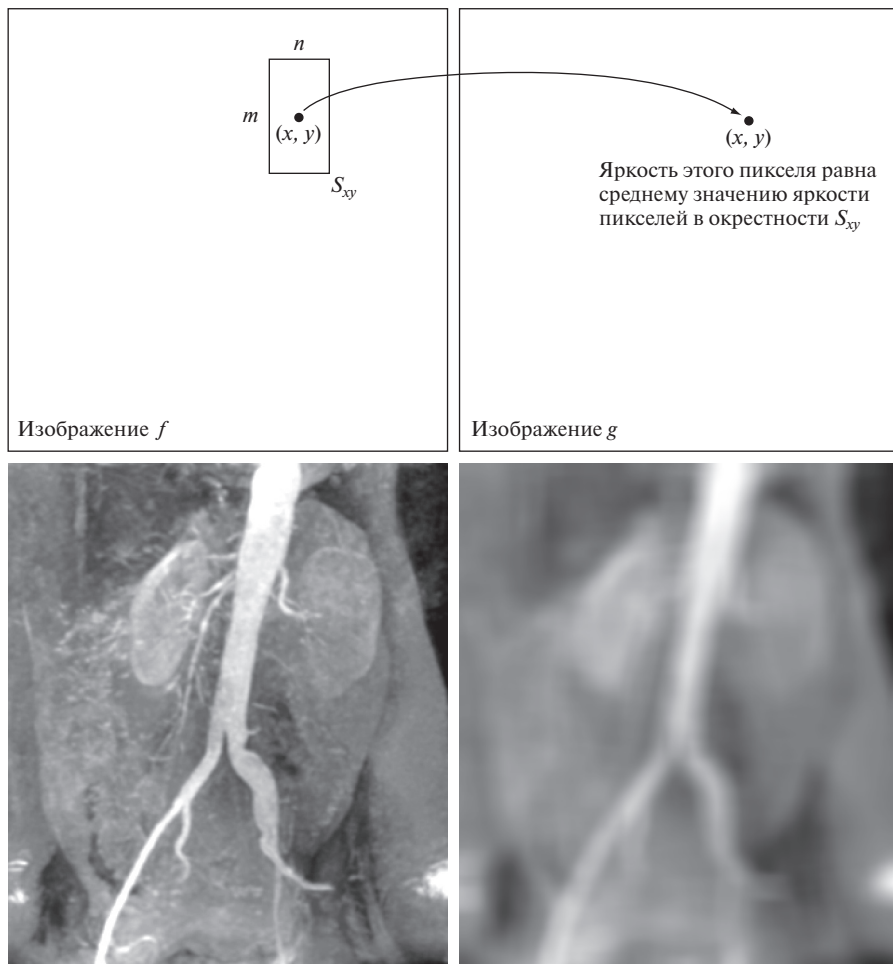 n
m
(x, y)
S_xy
Изображение f
(x, y)
Яркость этого пикселя равна
среднему значению яркости
пикселей в окрестности S_xy
Изображение g